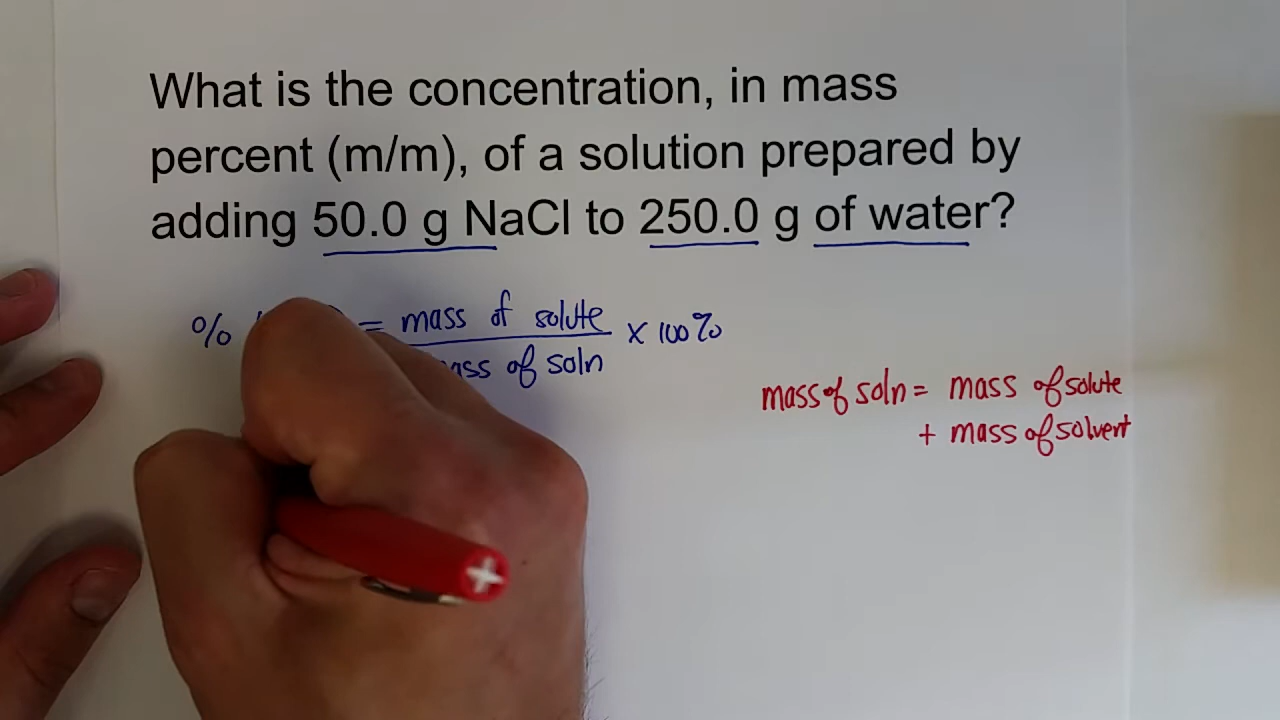 What is the concentration, in mass
percent (m/m), of a solution prepared by
adding 50.0 g NaCl to 250.0 g of water?
% = mass of solute x 100%
of soln
mass of soln = mass of solute
+ mass of solvent